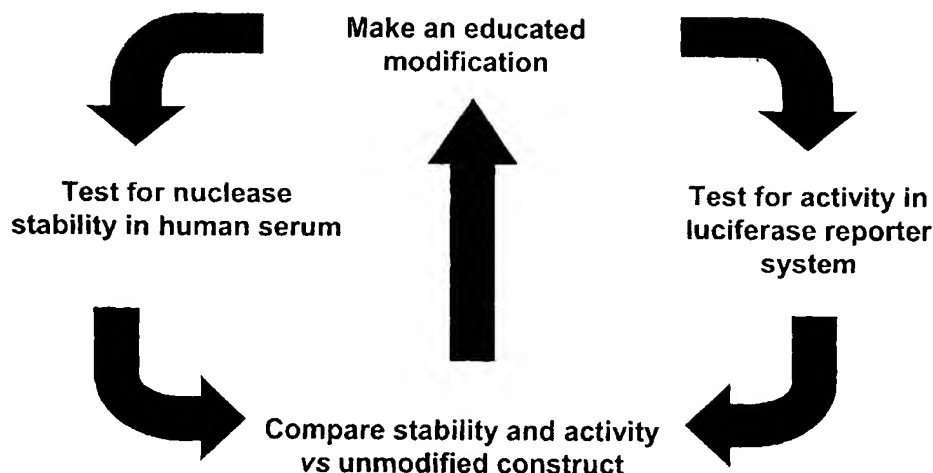 Make an educated
modification
Test for nuclease
stability in human serum
Test for activity in
luciferase reporter
system
Compare stability and activity
vs unmodified construct